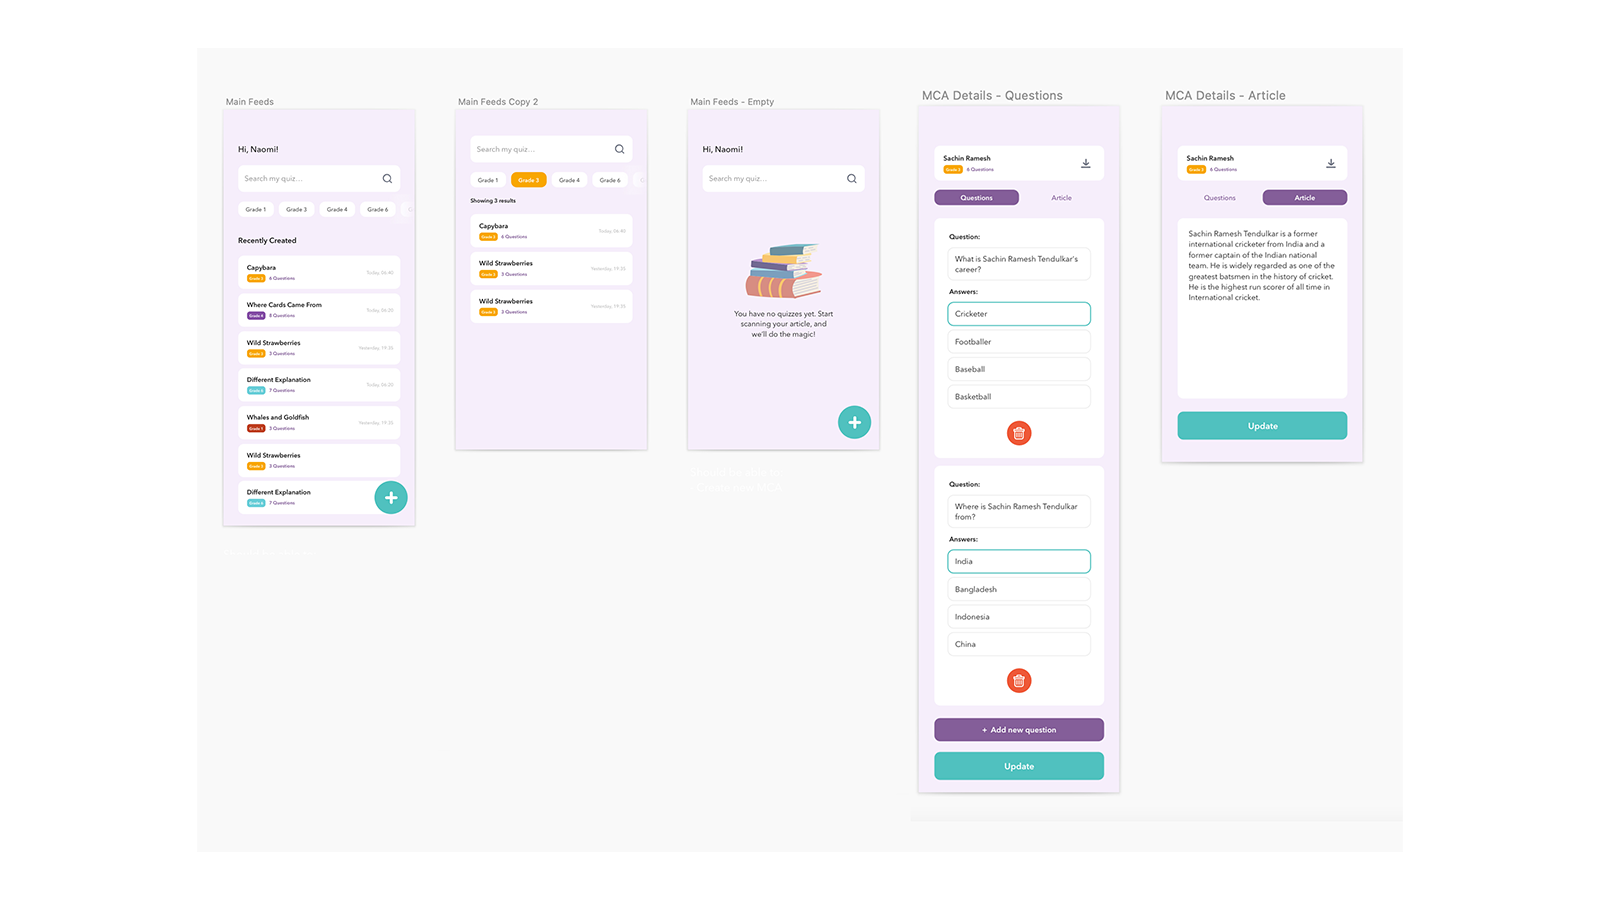 Main Feeds
Hi, Naomi!
Search my quiz...
Grade 1
Grade 3
Grade 4
Grade 6
Recently Created
Capybara
Grade 3
6 Questions
Today, 06:40
Where Cards Came From
8 Questions
Today, 06:20
Wild Strawberries
Grade 3
3 Questions
Yesterday, 19:35
Different Explanation
7 Questions
Today, 06:20
Whales and Goldfish
3 Questions
Yesterday, 19:35
Wild Strawberries
Grade 3
3 Questions
Different Explanation
7 Questions
Main Feeds Copy 2
Search my quiz...
Grade 1
Grade 3
Grade 4
Grade 6
Showing 3 results
Capybara
Grade 3
6 Questions
Today, 06:40
Wild Strawberries
Grade 3
3 Questions
Yesterday, 19:35
Wild Strawberries
Grade 3
3 Questions
Yesterday, 19:35
Main Feeds - Empty
Hi, Naomi!
Search my quiz...
You have no quizzes yet. Start
scanning your article, and
we'll do the magic!
MCA Details - Questions
Sachin Ramesh
Grade 3
6 Questions
Questions
Article
Question:
What is Sachin Ramesh Tendulkar's
career?
Answers:
Cricketer
Footballer
Baseball
Basketball
Question:
Where is Sachin Ramesh Tendulkar
from?
Answers:
India
Bangladesh
Indonesia
China
+ Add new question
Update
MCA Details - Article
Sachin Ramesh
Grade 3
6 Questions
Questions
Article
Sachin Ramesh Tendulkar is a former
international cricketer from India and a
former captain of the Indian national
team. He is widely regarded as one of the
greatest batsmen in the history of cricket.
He is the highest run scorer of all time in
International cricket.
Update